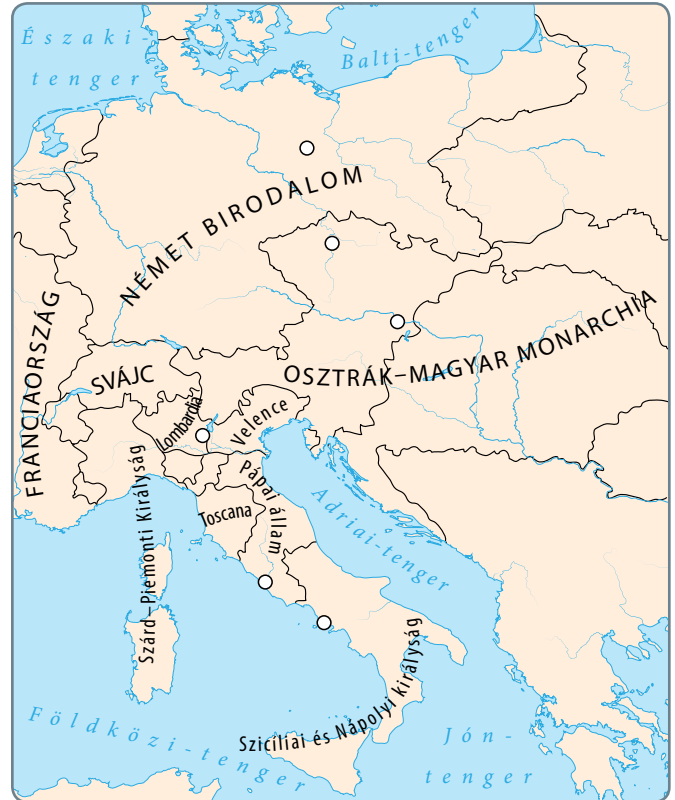 Északi-
tenger
Balti-tenger
NÉMET BIRODALOM
FRANCIAORSZÁG
SVÁJC
OSZTRÁK–MAGYAR MONARCHIA
Lombardia
Velence
Szárd–Piemonti Királyság
Pápai állam
Toscana
Adriai-tenger
Szicíliai és Nápolyi királyság
Földközi-tenger
Jón-
tenger